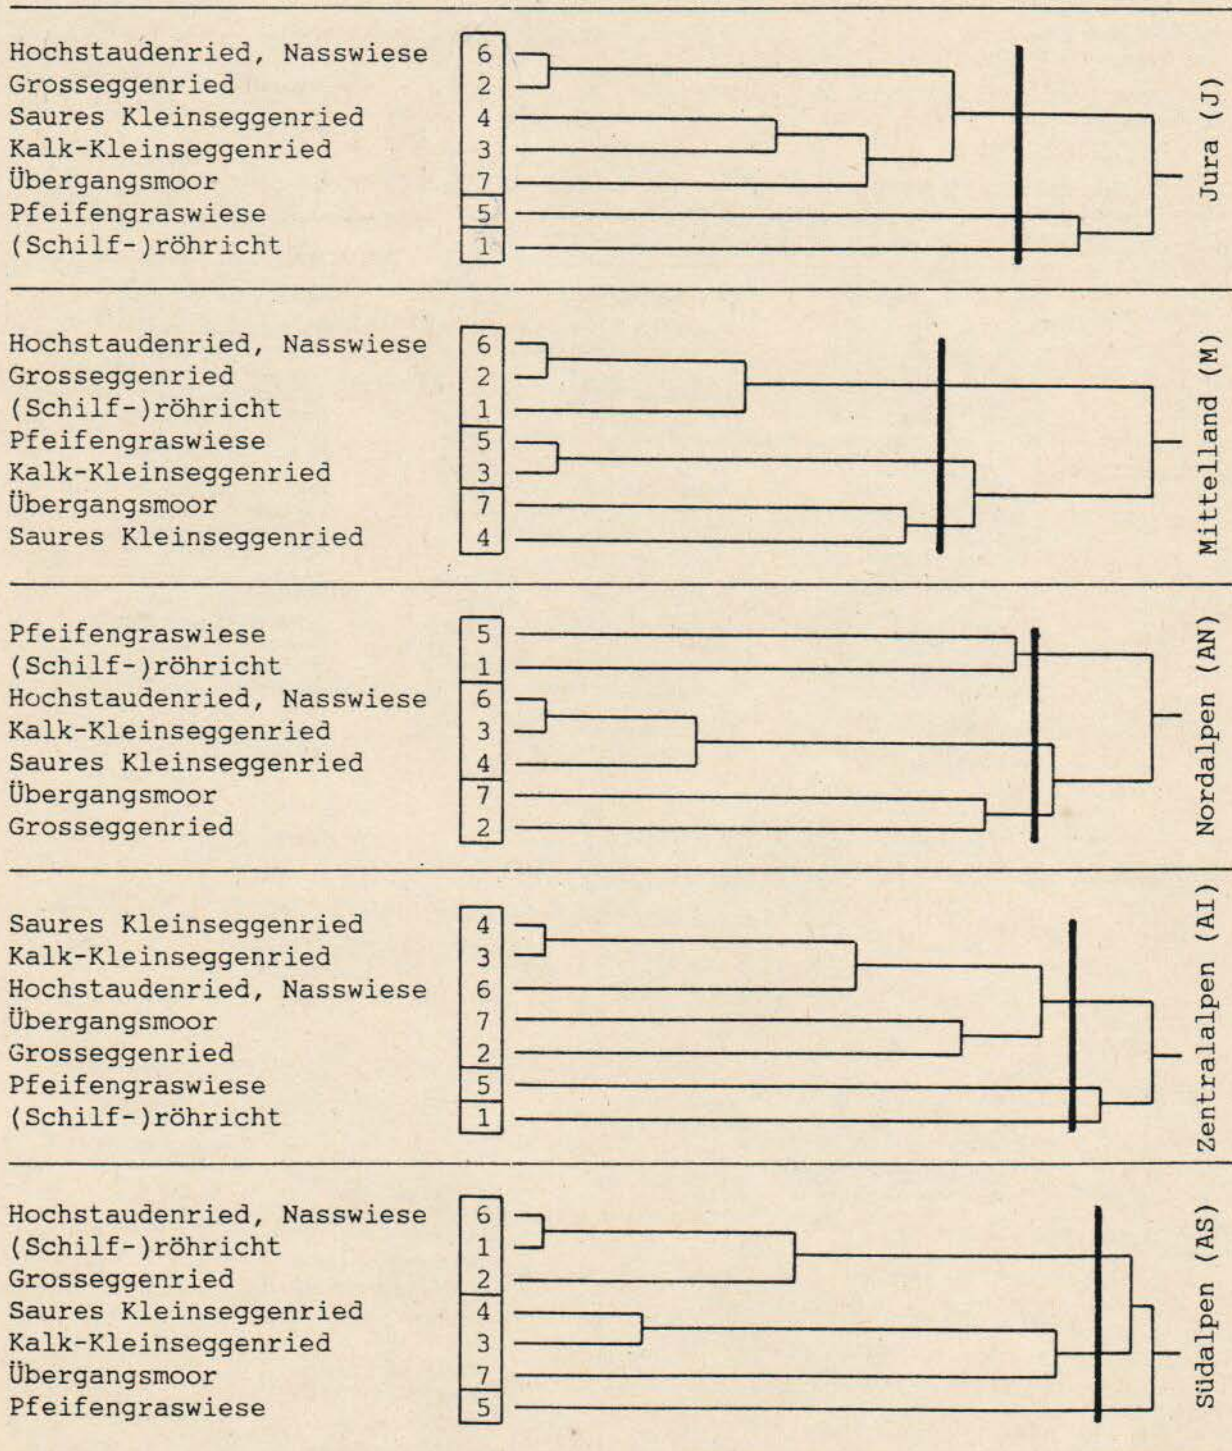 Hochstaudenried, Nasswiese 6
Grosseggenried 2
Saures Kleinseggenried 4
Kalk-Kleinseggenried 3
Übergangsmoor 7
Pfeifengraswiese 5
(Schilf-)röhricht 1
Jura (J)
Hochstaudenried, Nasswiese 6
Grosseggenried 2
(Schilf-)röhricht 1
Pfeifengraswiese 5
Kalk-Kleinseggenried 3
Übergangsmoor 7
Saures Kleinseggenried 4
Mittelland (M)
Pfeifengraswiese 5
(Schilf-)röhricht 1
Hochstaudenried, Nasswiese 6
Kalk-Kleinseggenried 3
Saures Kleinseggenried 4
Übergangsmoor 7
Grosseggenried 2
Nordalpen (AN)
Saures Kleinseggenried 4
Kalk-Kleinseggenried 3
Hochstaudenried, Nasswiese 6
Übergangsmoor 7
Grosseggenried 2
Pfeifengraswiese 5
(Schilf-)röhricht 1
Zentralalpen (AI)
Hochstaudenried, Nasswiese 6
(Schilf-)röhricht 1
Grosseggenried 2
Saures Kleinseggenried 4
Kalk-Kleinseggenried 3
Übergangsmoor 7
Pfeifengraswiese 5
Südalpen (AS)